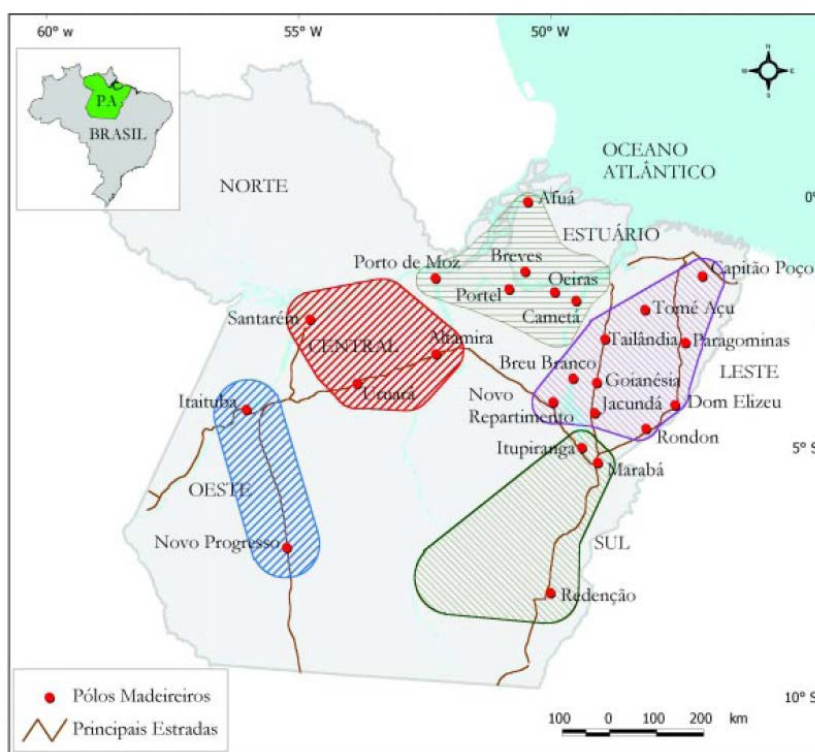 60° W
55° W
50° W
N
W
E
S
PA
BRASIL
NORTE
OCEANO
ATLÂNTICO
0°
Afuá
ESTUÁRIO
Breves
Porto de Moz
Oeiras
Capitão Poço
Portel
Cametá
Tomé Açu
Santarém
CENTRAL
Altamira
Tailândia
Paragominas
Breu Branco
LESTE
Uruará
Goianésia
Itaituba
Novo
Repartimento
Jacundá
Dom Elizeu
Rondon
Itupiranga
5° S
Marabá
OESTE
Novo Progresso
SUL
Redenção
Pólos Madeireiros
Principais Estradas
10° S
100 0 100 200 km